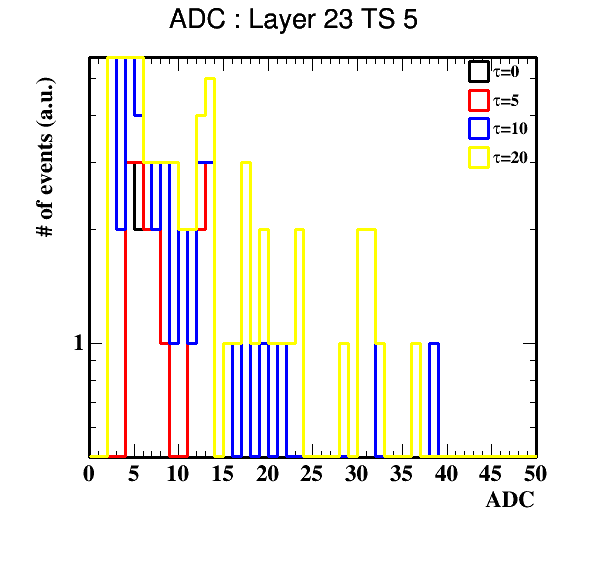 ADC : Layer 23 TS 5
# of events (a.u.)
τ=0
τ=5
τ=10
τ=20
1
0 5 10 15 20 25 30 35 40 45 50
ADC